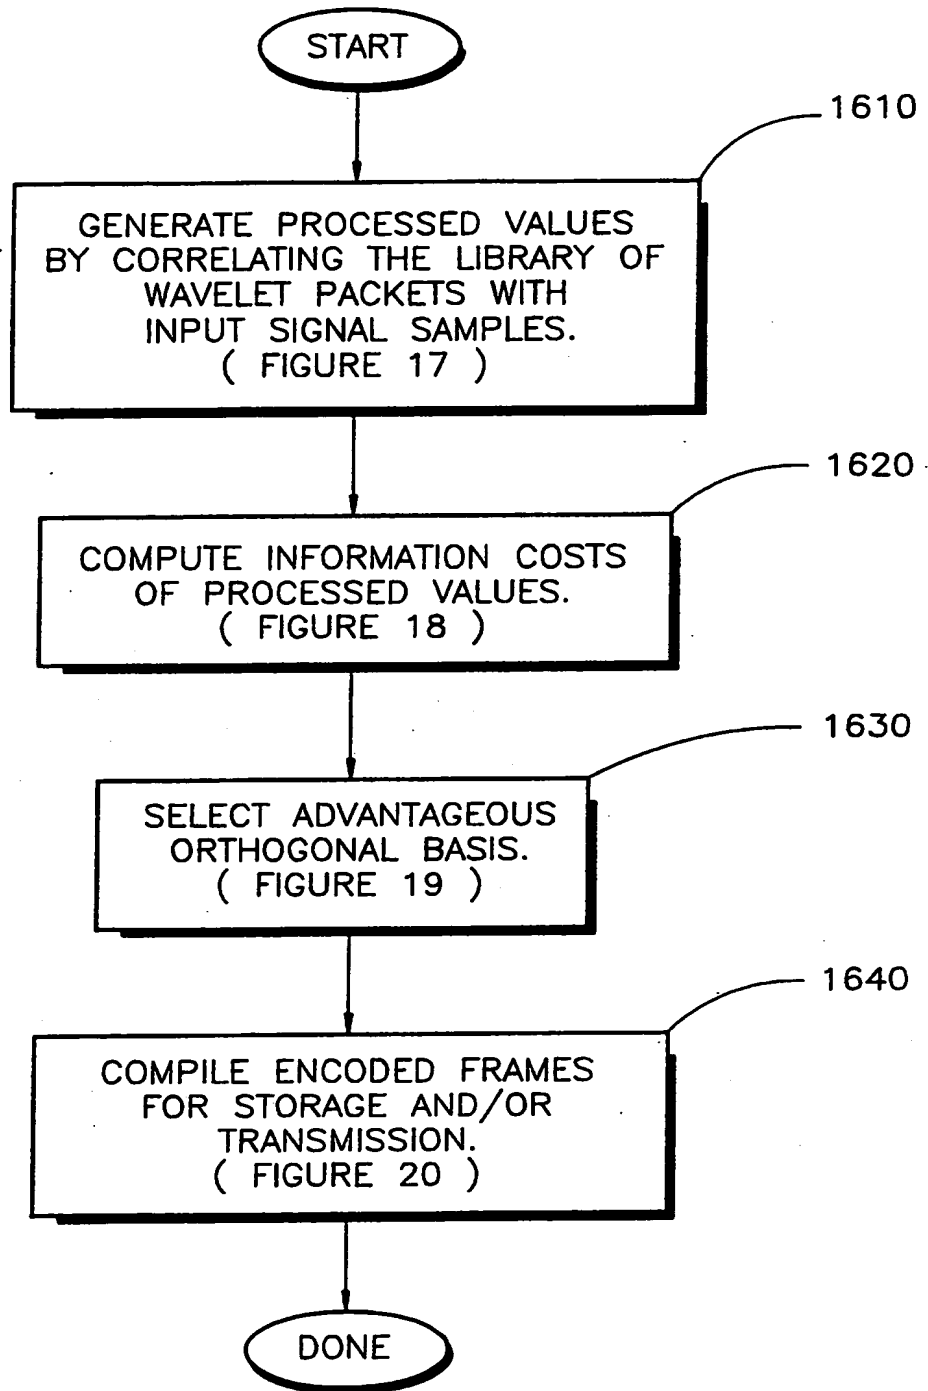 START
1610
GENERATE PROCESSED VALUES
BY CORRELATING THE LIBRARY OF
WAVELET PACKETS WITH
INPUT SIGNAL SAMPLES.
( FIGURE 17 )
1620
COMPUTE INFORMATION COSTS
OF PROCESSED VALUES.
( FIGURE 18 )
1630
SELECT ADVANTAGEOUS
ORTHOGONAL BASIS.
( FIGURE 19 )
1640
COMPILE ENCODED FRAMES
FOR STORAGE AND/OR
TRANSMISSION.
( FIGURE 20 )
DONE